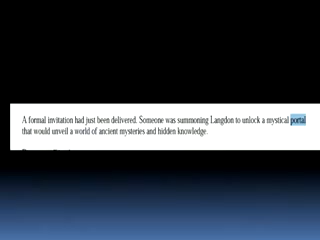 A formal invitation had just been delivered. Someone was summoning Langdon to unlock a mystical portal
that would unveil a world of ancient mysteries and hidden knowledge.